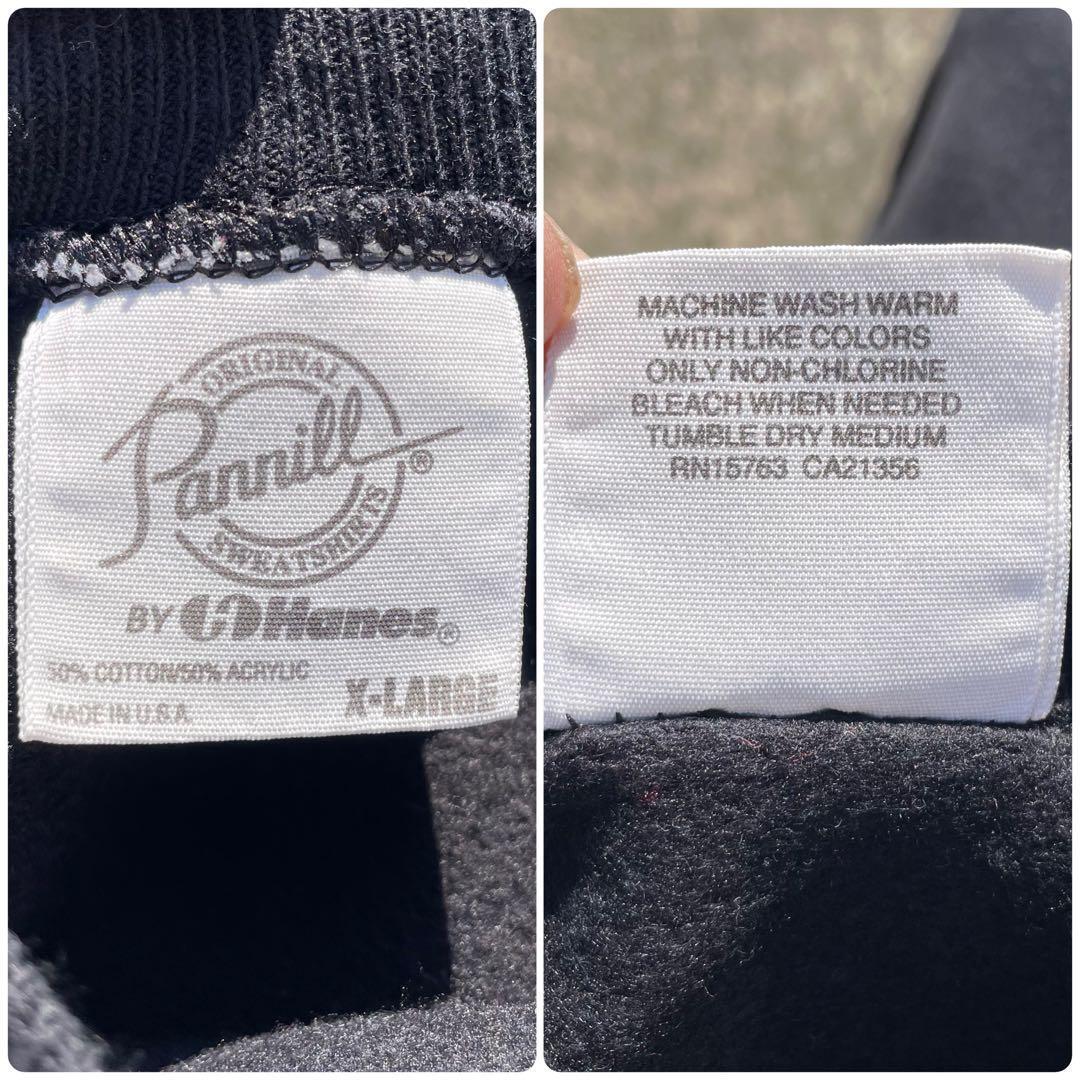 ORIGINAL
Pannill®
SWEATSHIRTS
BY Hanes®
50% COTTON/50% ACRYLIC
MADE IN U.S.A.
X-LARGE
MACHINE WASH WARM
WITH LIKE COLORS
ONLY NON-CHLORINE
BLEACH WHEN NEEDED
TUMBLE DRY MEDIUM
RN15763 CA21356